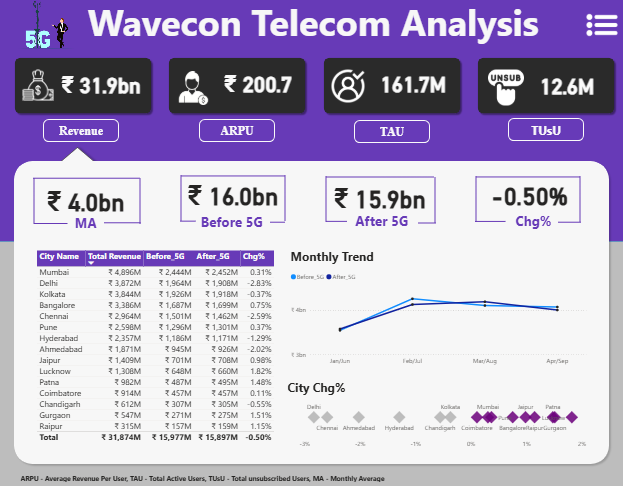 Wavecon Telecom Analysis
5G
₹ 31.9bn
₹ 200.7
161.7M
UNSUB
12.6M
Revenue
ARPU
TAU
TUsU
₹ 4.0bn
MA
₹ 16.0bn
Before 5G
₹ 15.9bn
After 5G
-0.50%
Chg%
City Name Total Revenue Before_5G After_5G Chg%
Mumbai ₹ 4,896M ₹ 2,444M ₹ 2,452M 0.31%
Delhi ₹ 3,872M ₹ 1,964M ₹ 1,908M -2.83%
Kolkata ₹ 3,844M ₹ 1,926M ₹ 1,918M -0.37%
Bangalore ₹ 3,386M ₹ 1,687M ₹ 1,699M 0.75%
Chennai ₹ 2,964M ₹ 1,501M ₹ 1,462M -2.59%
Pune ₹ 2,598M ₹ 1,296M ₹ 1,301M 0.37%
Hyderabad ₹ 2,357M ₹ 1,186M ₹ 1,171M -1.29%
Ahmedabad ₹ 1,871M ₹ 945M ₹ 926M -2.02%
Jaipur ₹ 1,409M ₹ 701M ₹ 708M 0.98%
Lucknow ₹ 1,308M ₹ 648M ₹ 660M 1.82%
Patna ₹ 982M ₹ 487M ₹ 495M 1.48%
Coimbatore ₹ 914M ₹ 457M ₹ 457M 0.11%
Chandigarh ₹ 612M ₹ 307M ₹ 305M -0.55%
Gurgaon ₹ 547M ₹ 271M ₹ 275M 1.51%
Raipur ₹ 315M ₹ 157M ₹ 159M 1.15%
Total ₹ 31,874M ₹ 15,977M ₹ 15,897M -0.50%
Monthly Trend
Before_5G After_5G
₹ 4bn
₹ 3bn
Jan/Jun Feb/Jul Mar/Aug Apr/Sep
City Chg%
Delhi Kolkata Mumbai Jaipur Patna
Chennai Ahmedabad Hyderabad Chandigarh Coimbatore Bangalore Raipur Gurgaon
-3% -2% -1% 0% 1% 2%
ARPU - Average Revenue Per User, TAU - Total Active Users, TUsU - Total unsubscribed Users, MA - Monthly Average